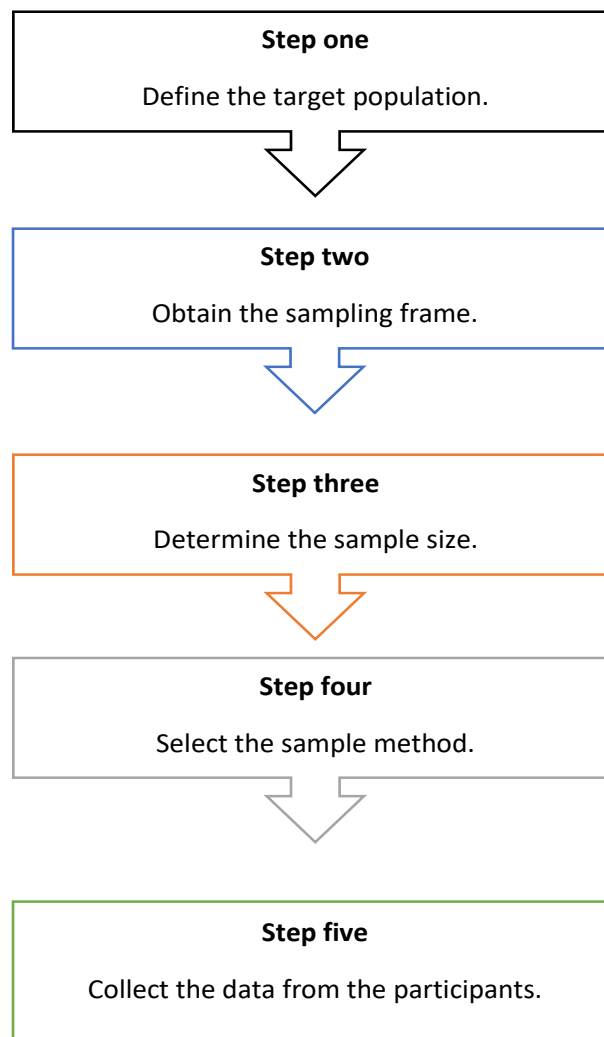 Step one
Define the target population.
Step two
Obtain the sampling frame.
Step three
Determine the sample size.
Step four
Select the sample method.
Step five
Collect the data from the participants.